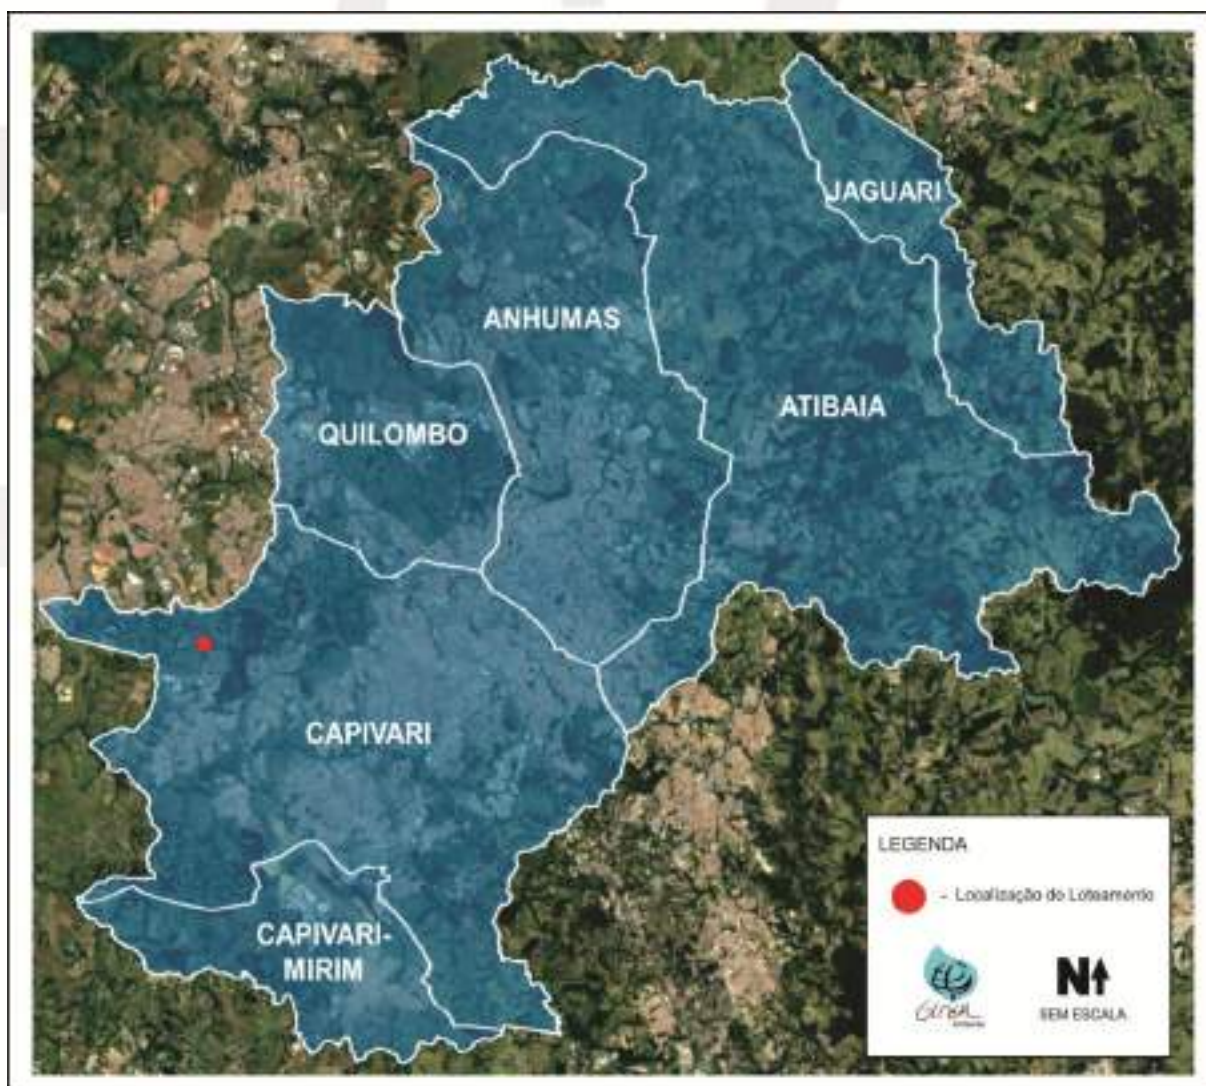 JAGUARI
ANHUMAS
ATIBAIA
QUILOMBO
CAPIVARI
CAPIVARI-
MIRIM
LEGENDA
- Localização do Loteamento
N
SEM ESCALA